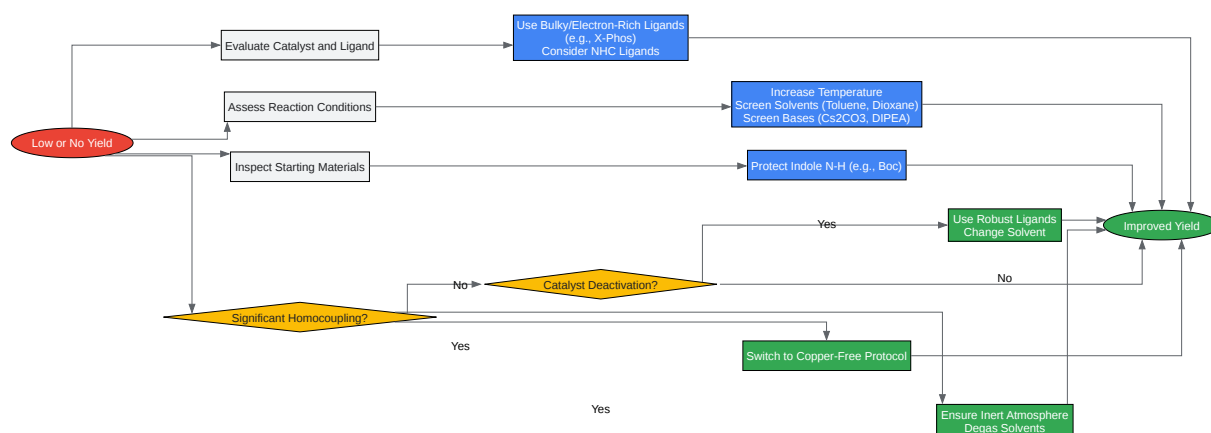 Use Bulky/Electron-Rich Ligands
(e.g., X-Phos)
Consider NHC Ligands
Evaluate Catalyst and Ligand
Increase Temperature
Screen Solvents (Toluene, Dioxane)
Screen Bases (Cs2CO3, DIPEA)
Assess Reaction Conditions
Low or No Yield
Inspect Starting Materials
Protect Indole N-H (e.g., Boc)
Use Robust Ligands
Change Solvent
Yes
Improved Yield
No
Catalyst Deactivation?
No
Significant Homocoupling?
Yes
Switch to Copper-Free Protocol
Yes
Ensure Inert Atmosphere
Degas Solvents